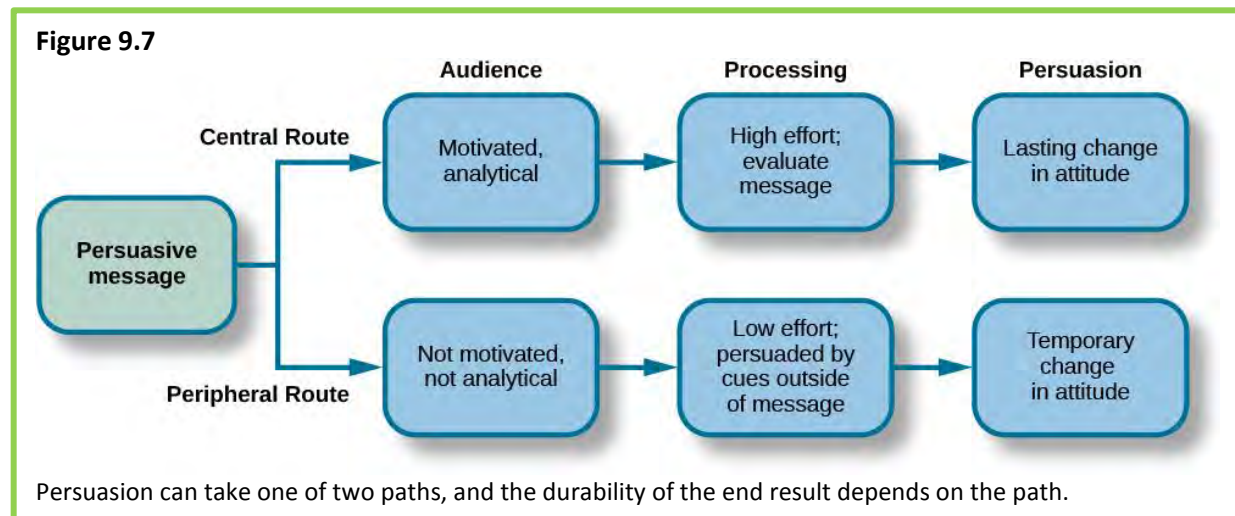 Figure 9.7
Audience
Processing
Persuasion
Central Route
Motivated,
analytical
High effort;
evaluate
message
Lasting change
in attitude
Persuasive
message
Peripheral Route
Not motivated,
not analytical
Low effort;
persuaded by
cues outside
of message
Temporary
change
in attitude
Persuasion can take one of two paths, and the durability of the end result depends on the path.